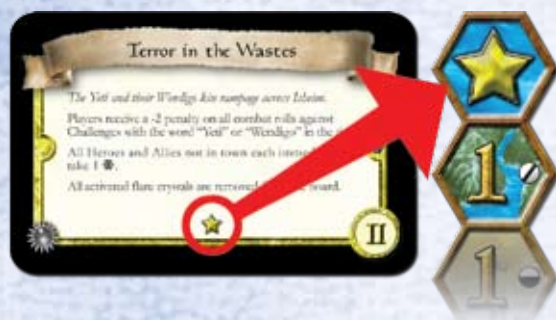 Terror in the Wastes
The Yeti and their Wendigo kin rampage across Isheim.
Players receive a -2 penalty on all combat rolls against
Challenges with the word "Yeti" or "Wendigo" in the
All Heroes and Allies not in town each
take 1
All activated flare crystals are removed board.
II
1
1